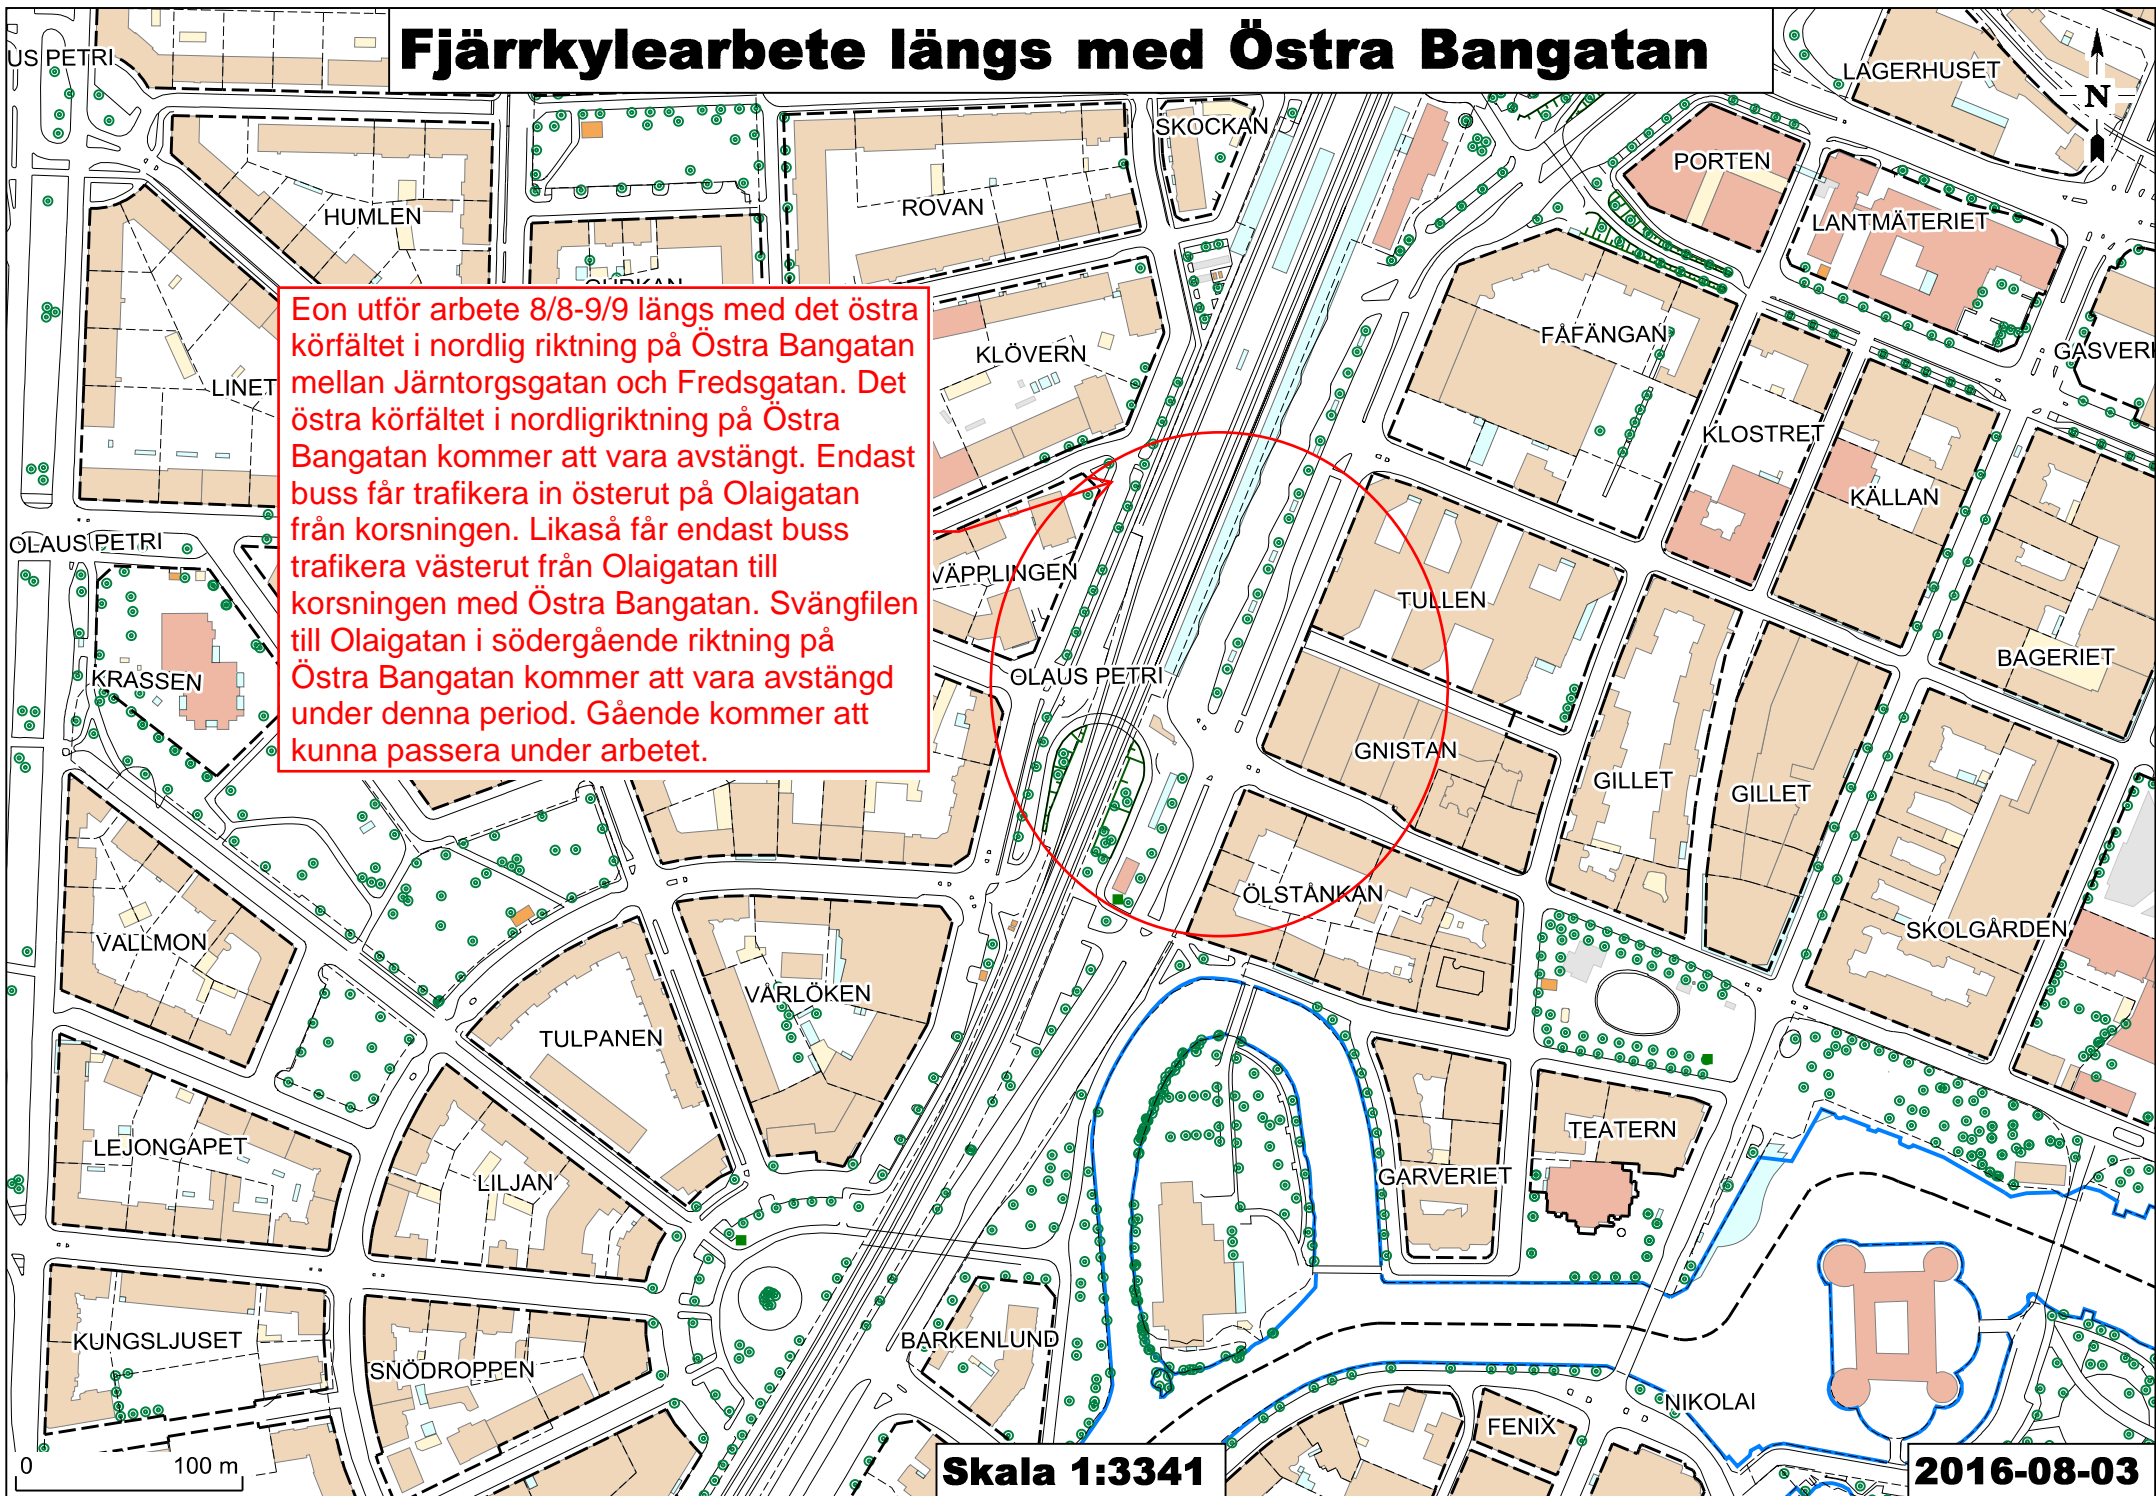 Fjärrkylearbete längs med Östra Bangatan
US PETRI
LAGERHUSET
N
SKOCKAN
PORTEN
HUMLEN
ROVAN
LANTMÄTERIET
Eon utför arbete 8/8-9/9 längs med det östra
körfältet i nordlig riktning på Östra Bangatan
mellan Järntorgsgatan och Fredsgatan. Det
östra körfältet i nordligriktning på Östra
Bangatan kommer att vara avstängt. Endast
buss får trafikera in österut på Olaigatan
från korsningen. Likaså får endast buss
trafikera västerut från Olaigatan till
korsningen med Östra Bangatan. Svängfilen
till Olaigatan i södergående riktning på
Östra Bangatan kommer att vara avstängd
under denna period. Gående kommer att
kunna passera under arbetet.
FÅFÄNGAN
KLÖVERN
GASVER
LINET
KLOSTRET
KÄLLAN
OLAUS PETRI
VÄPPLINGEN
TULLEN
BAGERIET
KRASSEN
OLAUS PETRI
GNISTAN
GILLET
GILLET
ÖLSTÅNKAN
SKOLGÅRDEN
VALLMON
VÅRLÖKEN
TULPANEN
TEATERN
LEJONGAPET
LILJAN
GARVERIET
KUNGSLJUSET
BARKENLUND
SNÖDROPPEN
NIKOLAI
FENIX
0 100 m
Skala 1:3341
2016-08-03